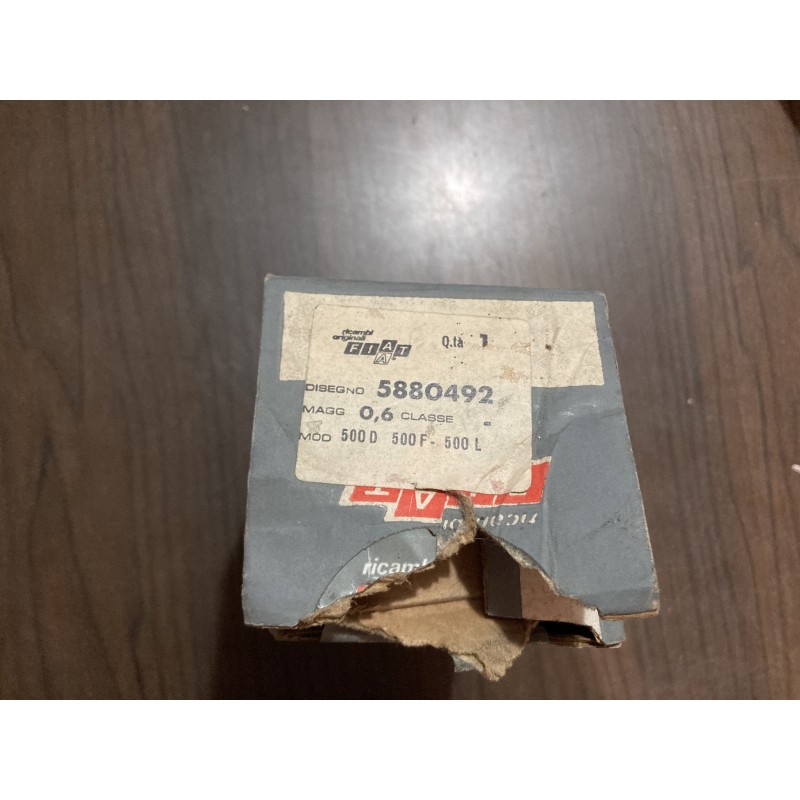 ricambi
originali
FIAT
Q.tà 1
DISEGNO 5880492
MAGG 0,6 CLASSE -
MOD 500 D 500 F - 500 L
ricambi